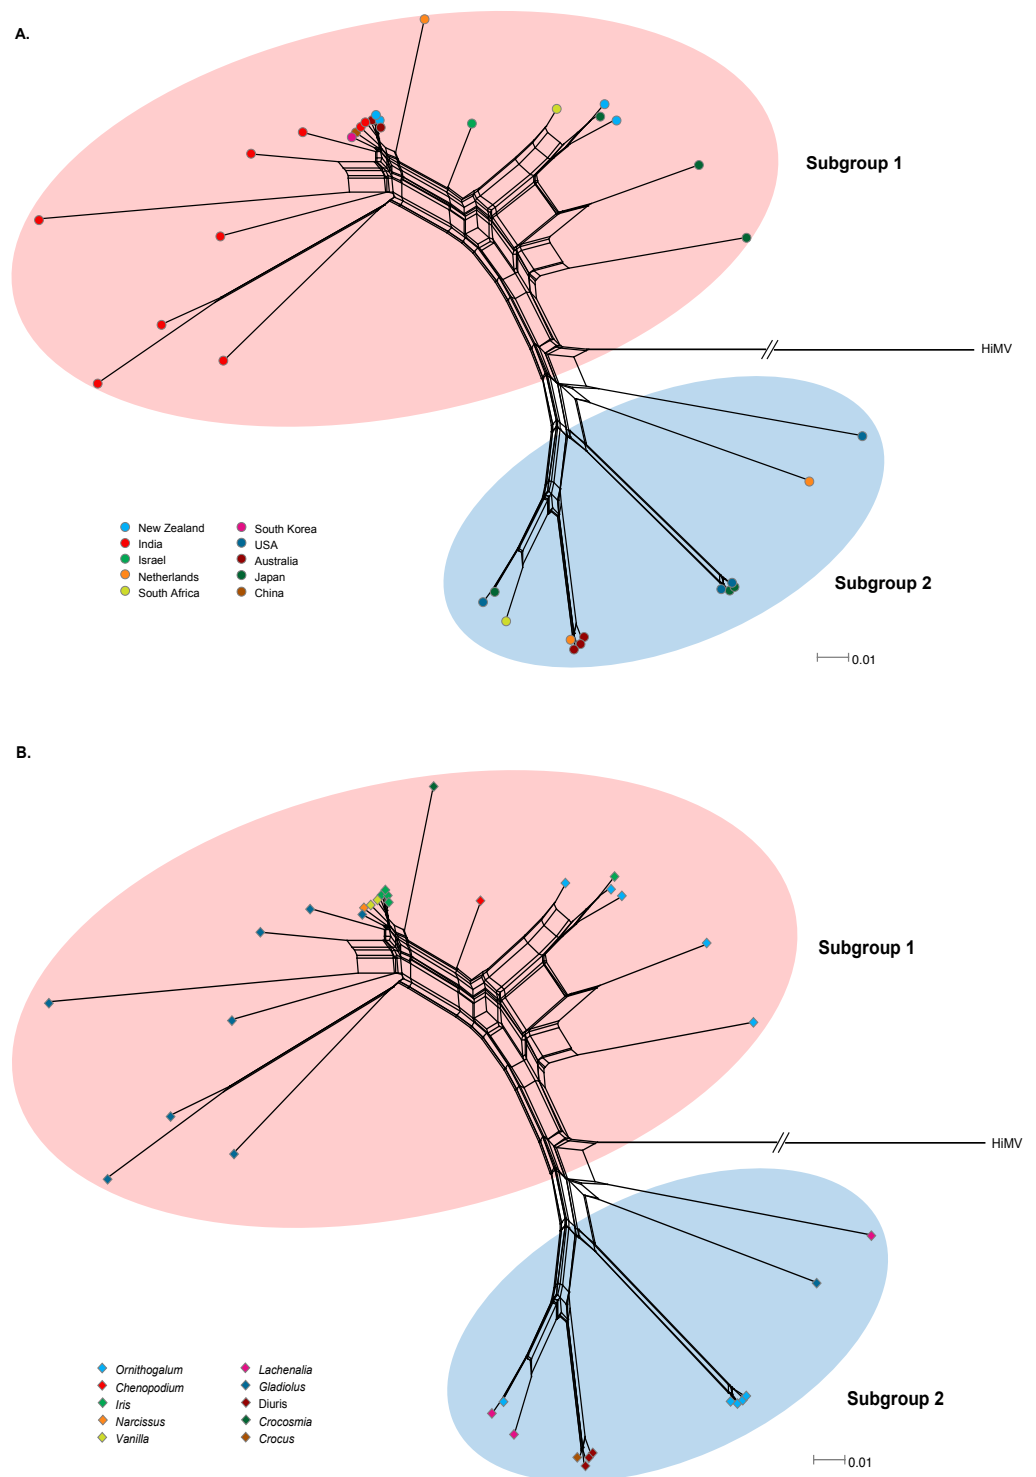 A.
Subgroup 1
HiMV
New Zealand
India
Israel
Netherlands
South Africa
South Korea
USA
Australia
Japan
China
Subgroup 2
0.01
B.
Subgroup 1
HiMV
Ornithogalum
Chenopodium
Iris
Narcissus
Vanilla
Lachenalia
Gladiolus
Diuris
Crocosmia
Crocus
Subgroup 2
0.01